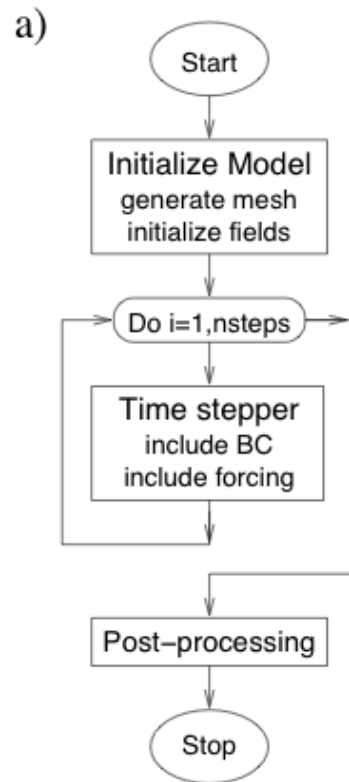 a)
Start
Initialize Model
generate mesh
initialize fields
Do i=1,nsteps
Time stepper
include BC
include forcing
Post−processing
Stop